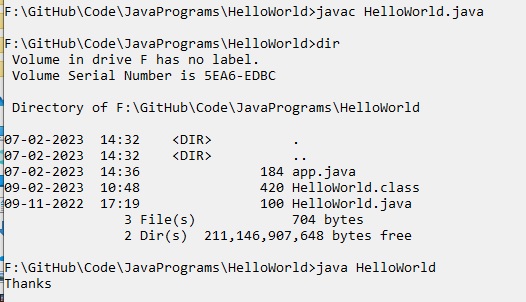 F:\GitHub\Code\JavaPrograms\HelloWorld>javac HelloWorld.java
F:\GitHub\Code\JavaPrograms\HelloWorld>dir
Volume in drive F has no label.
Volume Serial Number is 5EA6-EDBC
Directory of F:\GitHub\Code\JavaPrograms\HelloWorld
07-02-2023  14:32    <DIR>          .
07-02-2023  14:32    <DIR>          ..
07-02-2023  14:36               184 app.java
09-02-2023  10:48               420 HelloWorld.class
09-11-2022  17:19               100 HelloWorld.java
3 File(s)            704 bytes
2 Dir(s)  211,146,907,648 bytes free
F:\GitHub\Code\JavaPrograms\HelloWorld>java HelloWorld
Thanks